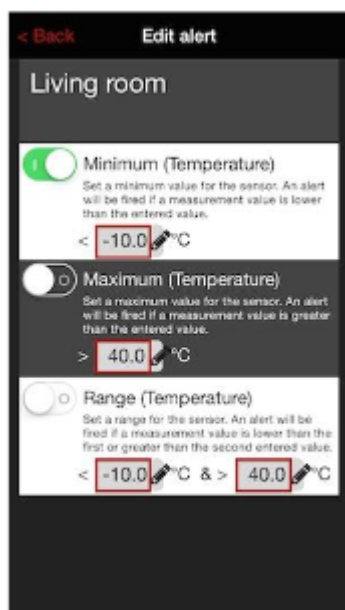 < Back Edit alert
Living room
Minimum (Temperature)
Set a minimum value for the sensor. An alert
will be fired if a measurement value is lower
than the entered value.
< -10.0 °C
Maximum (Temperature)
Set a maximum value for the sensor. An alert
will be fired if a measurement value is greater
than the entered value.
> 40.0 °C
Range (Temperature)
Set a range for the sensor. An alert will be
fired if a measurement value is lower than the
first or greater than the second entered value.
< -10.0 °C & > 40.0 °C